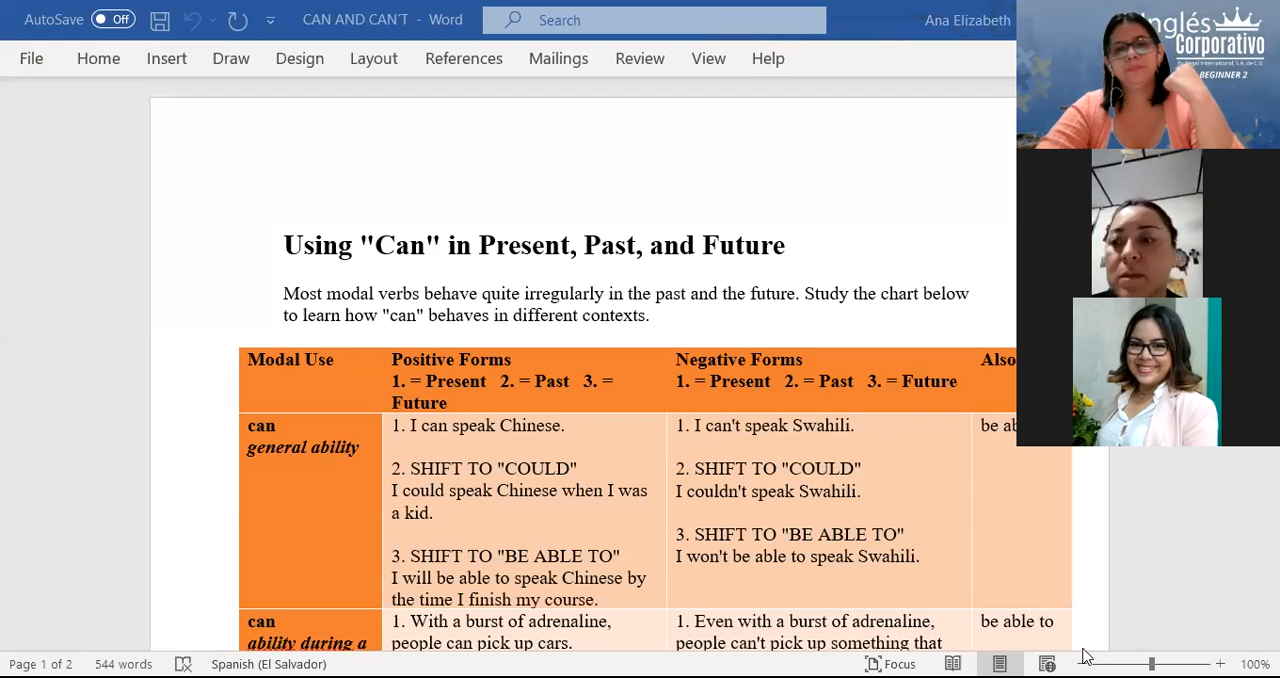 AutoSave Off CAN AND CAN'T - Word Search Ana Elizabeth
File Home Insert Draw Design Layout References Mailings Review View Help
Inglés
Corporativo
BEGINNER 2
Using "Can" in Present, Past, and Future
Most modal verbs behave quite irregularly in the past and the future. Study the chart below
to learn how "can" behaves in different contexts.
Modal Use
Positive Forms
1. = Present 2. = Past 3. =
Future
Negative Forms
1. = Present 2. = Past 3. = Future
Also
can
general ability
1. I can speak Chinese.
2. SHIFT TO "COULD"
I could speak Chinese when I was
a kid.
3. SHIFT TO "BE ABLE TO"
I will be able to speak Chinese by
the time I finish my course.
1. I can't speak Swahili.
2. SHIFT TO "COULD"
I couldn't speak Swahili.
3. SHIFT TO "BE ABLE TO"
I won't be able to speak Swahili.
be
can
ability during a
1. With a burst of adrenaline,
people can pick up cars.
1. Even with a burst of adrenaline,
people can't pick up something that
be able to
Page 1 of 2 544 words Spanish (El Salvador) Focus 100%